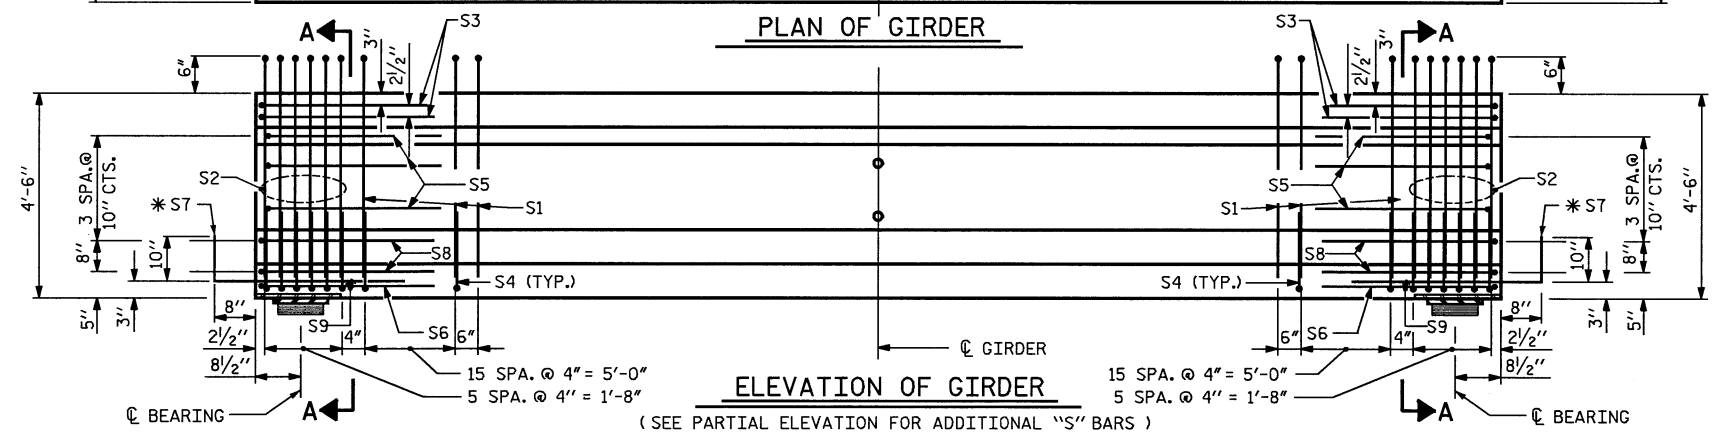 PLAN OF GIRDER
A
S3
3"
2½"
6"
S3
3"
2½"
A
6"
4'-6"
3 SPA.@
10" CTS.
S2
S5
S1
* S7
8"
10"
S8
S4 (TYP.)
5"
3"
8"
S9
S6
2½"
4"
6"
8½"
15 SPA. @ 4" = 5'-0"
5 SPA. @ 4" = 1'-8"
℄ BEARING
A
℄ GIRDER
ELEVATION OF GIRDER
(SEE PARTIAL ELEVATION FOR ADDITIONAL "S" BARS)
S5
S1
S2
3 SPA.@
10" CTS.
4'-6"
* S7
S8
10"
8"
S4 (TYP.)
S6
S9
8"
3"
5"
6"
4"
2½"
8½"
15 SPA. @ 4" = 5'-0"
5 SPA. @ 4" = 1'-8"
A
℄ BEARING